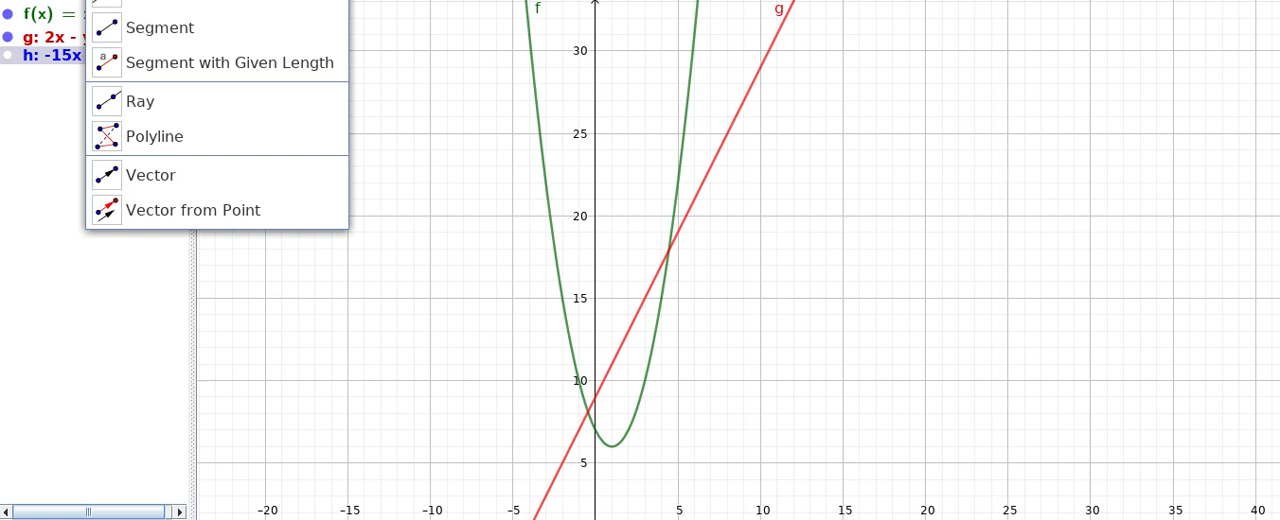 f(x) =
g: 2x -
h: -15x
Segment
a
Segment with Given Length
Ray
Polyline
Vector
Vector from Point
f
g
30
25
20
15
10
5
-20
-15
-10
-5
5
10
15
20
25
30
35
40